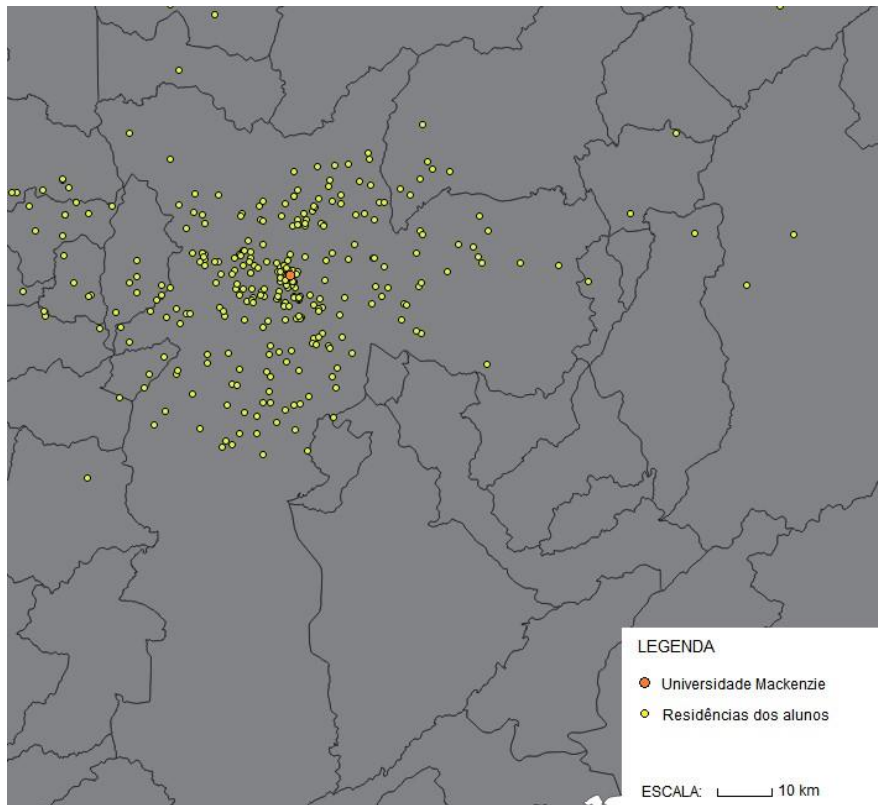 LEGENDA
Universidade Mackenzie
Residências dos alunos
ESCALA: 10 km